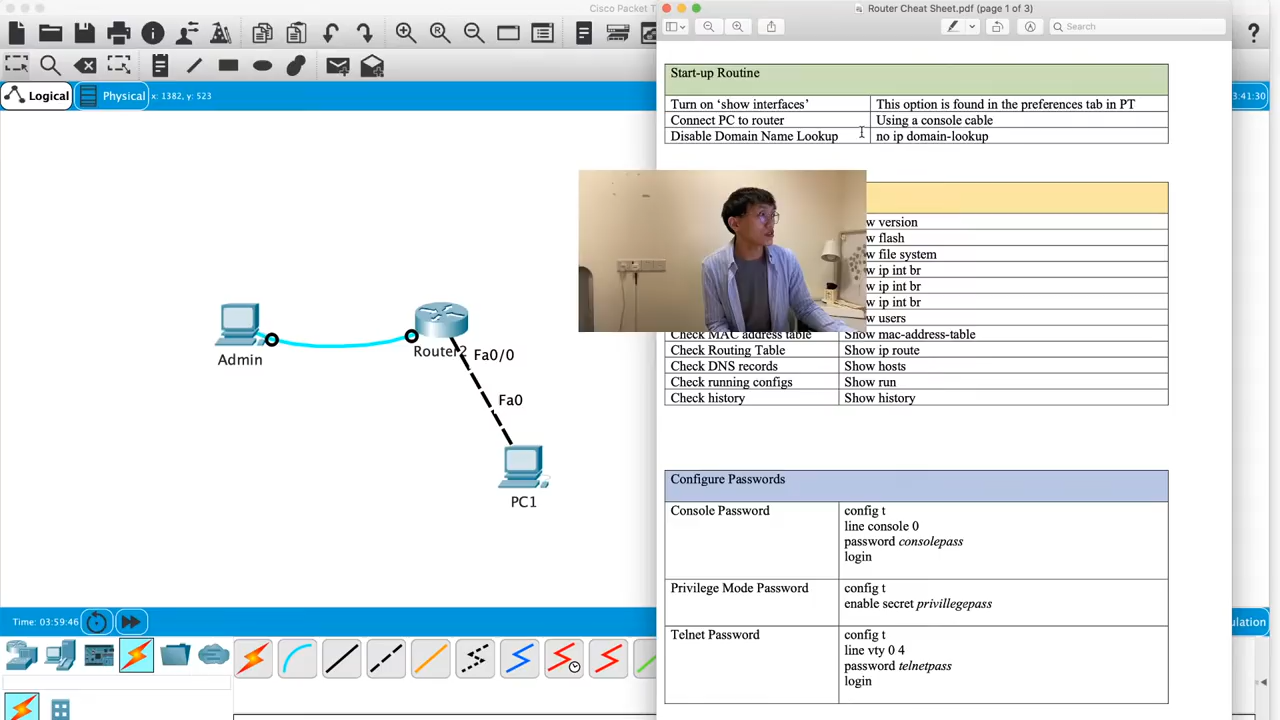 Cisco Packet T
Router Cheat Sheet.pdf (page 1 of 3)
Search
Logical
Physical
x: 1382, y: 523
3:41:30
Start-up Routine
Turn on ‘show interfaces’ This option is found in the preferences tab in PT
Connect PC to router Using a console cable
Disable Domain Name Lookup no ip domain-lookup
w version
w flash
w file system
w ip int br
w ip int br
w ip int br
w users
Check MAC address table Show mac-address-table
Check Routing Table Show ip route
Check DNS records Show hosts
Check running configs Show run
Check history Show history
Admin
Router2
Fa0/0
Fa0
PC1
Configure Passwords
Console Password config t
line console 0
password consolepass
login
Privilege Mode Password config t
enable secret privillegepass
Telnet Password config t
line vty 0 4
password telnetpass
login
Time: 03:59:46
ulation